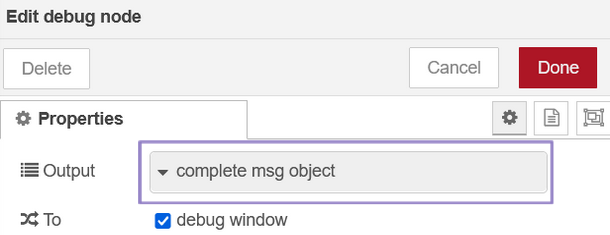 Edit debug node
Delete
Cancel
Done
Properties
Output
complete msg object
To
debug window